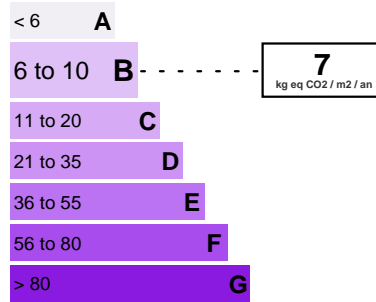 < 6 A
6 to 10 B
7
kg eq CO2 / m2 / an
11 to 20 C
21 to 35 D
36 to 55 E
56 to 80 F
> 80 G